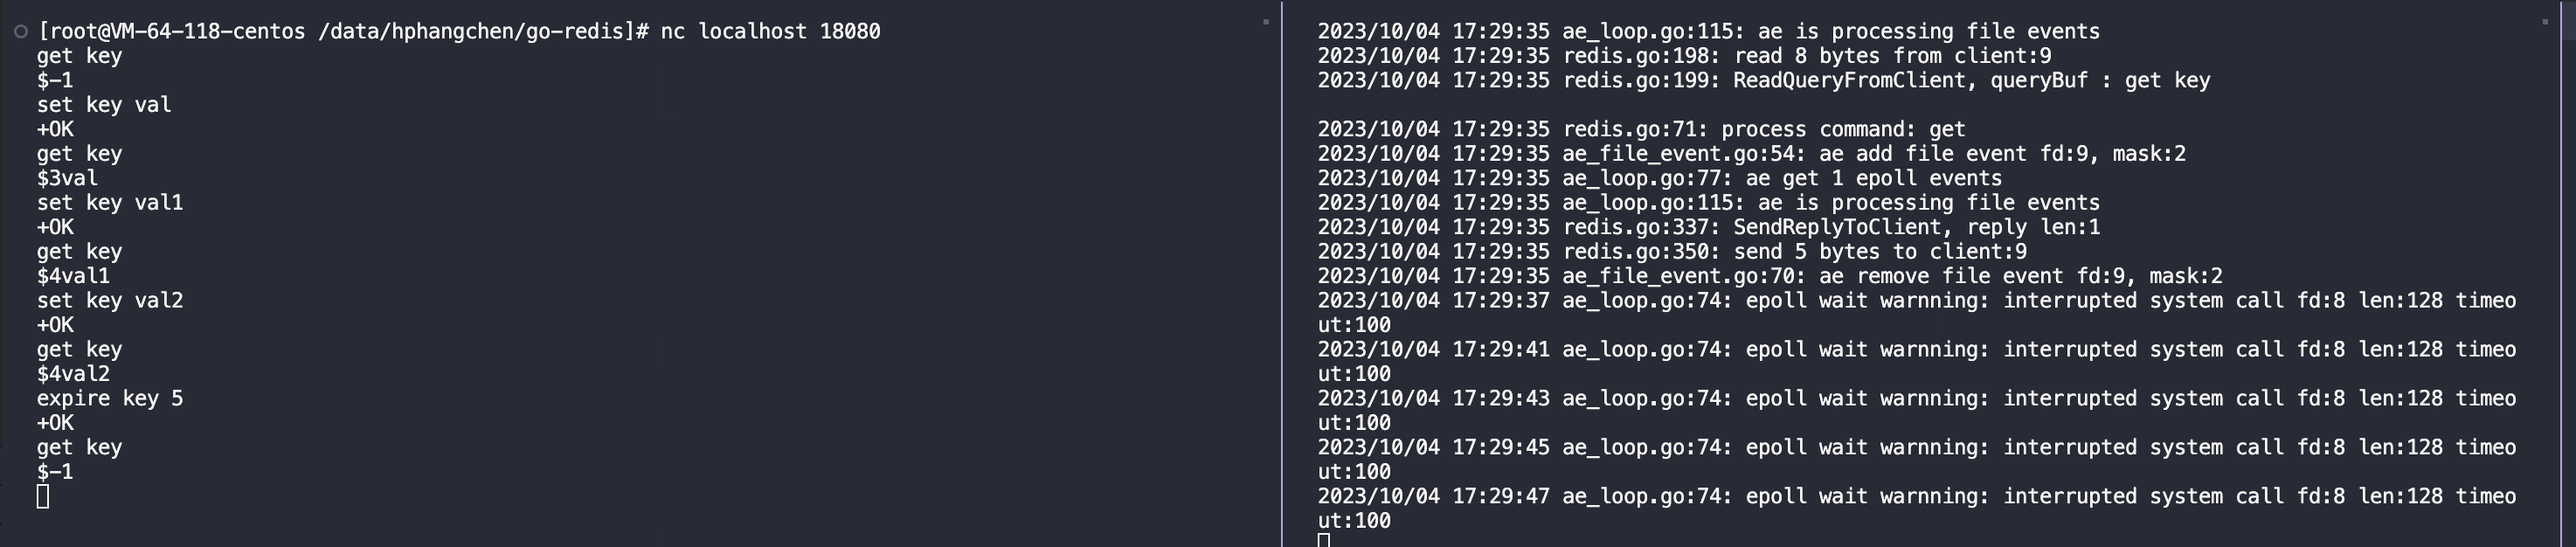 [root@VM-64-118-centos /data/hphangchen/go-redis]# nc localhost 18080
get key
$-1
set key val
+OK
get key
$3val
set key val1
+OK
get key
$4val1
set key val2
+OK
get key
$4val2
expire key 5
+OK
get key
$-1
2023/10/04 17:29:35 ae_loop.go:115: ae is processing file events
2023/10/04 17:29:35 redis.go:198: read 8 bytes from client:9
2023/10/04 17:29:35 redis.go:199: ReadQueryFromClient, queryBuf : get key
2023/10/04 17:29:35 redis.go:71: process command: get
2023/10/04 17:29:35 ae_file_event.go:54: ae add file event fd:9, mask:2
2023/10/04 17:29:35 ae_loop.go:77: ae get 1 epoll events
2023/10/04 17:29:35 ae_loop.go:115: ae is processing file events
2023/10/04 17:29:35 redis.go:337: SendReplyToClient, reply len:1
2023/10/04 17:29:35 redis.go:350: send 5 bytes to client:9
2023/10/04 17:29:35 ae_file_event.go:70: ae remove file event fd:9, mask:2
2023/10/04 17:29:37 ae_loop.go:74: epoll wait warnning: interrupted system call fd:8 len:128 timeo
ut:100
2023/10/04 17:29:41 ae_loop.go:74: epoll wait warnning: interrupted system call fd:8 len:128 timeo
ut:100
2023/10/04 17:29:43 ae_loop.go:74: epoll wait warnning: interrupted system call fd:8 len:128 timeo
ut:100
2023/10/04 17:29:45 ae_loop.go:74: epoll wait warnning: interrupted system call fd:8 len:128 timeo
ut:100
2023/10/04 17:29:47 ae_loop.go:74: epoll wait warnning: interrupted system call fd:8 len:128 timeo
ut:100